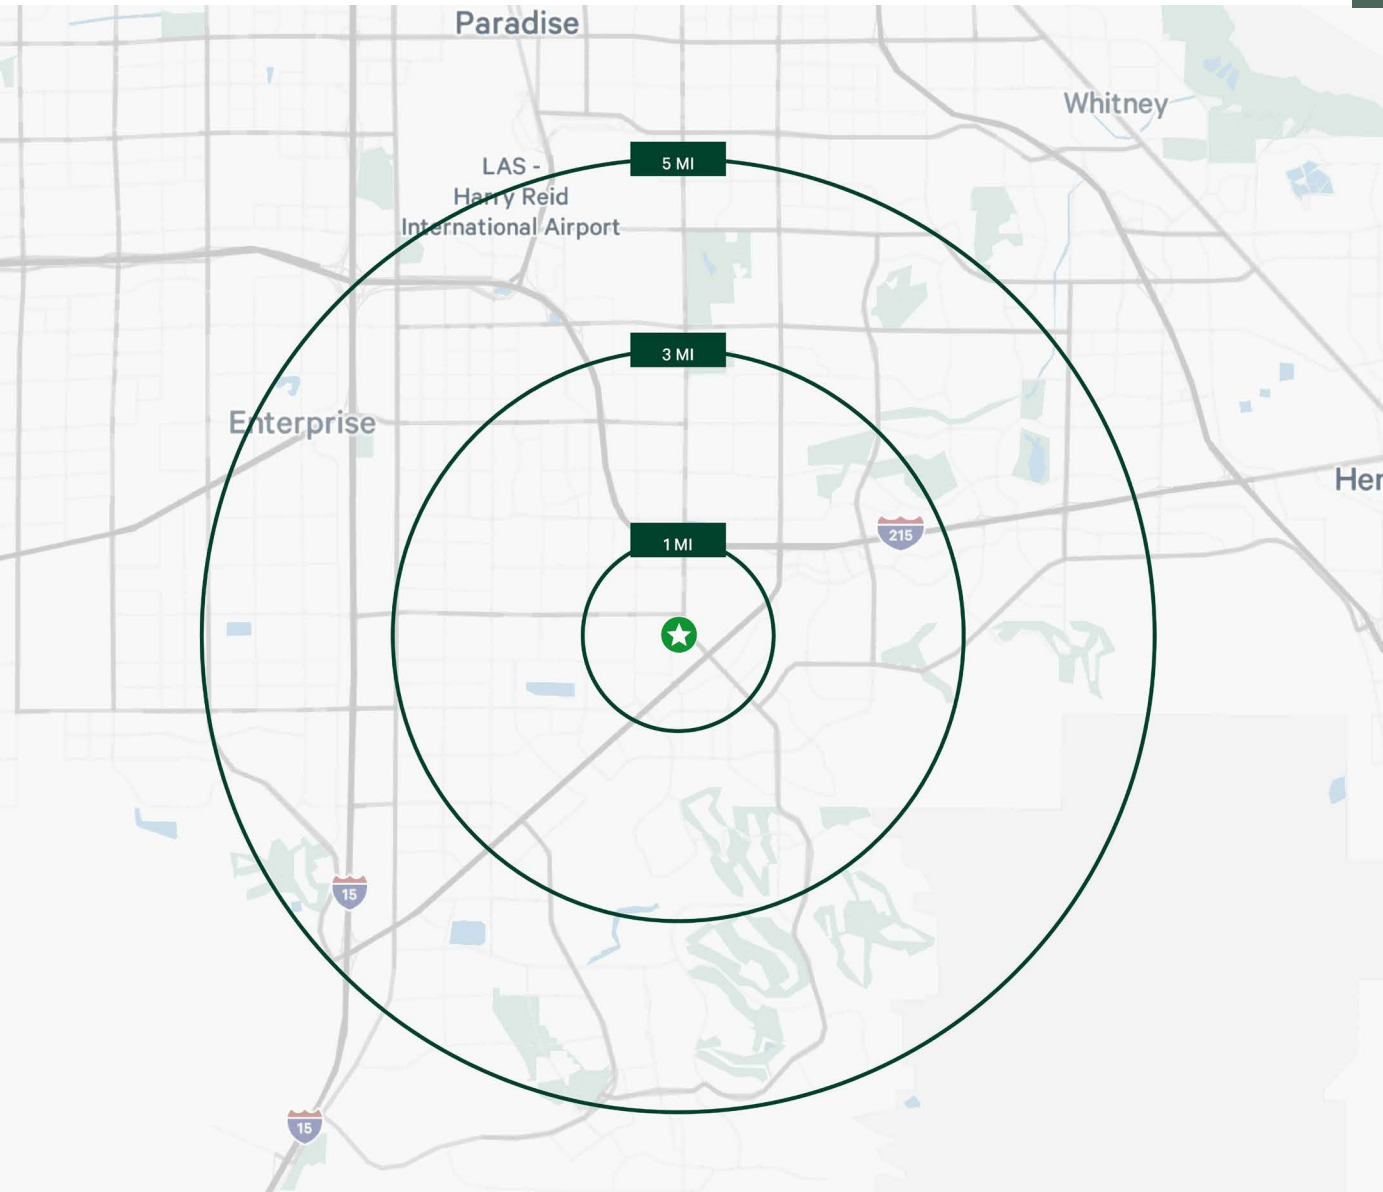 Paradise
Whitney
5 MI
LAS -
Harry Reid
International Airport
3 MI
Enterprise
Her
215
1 MI
15
15